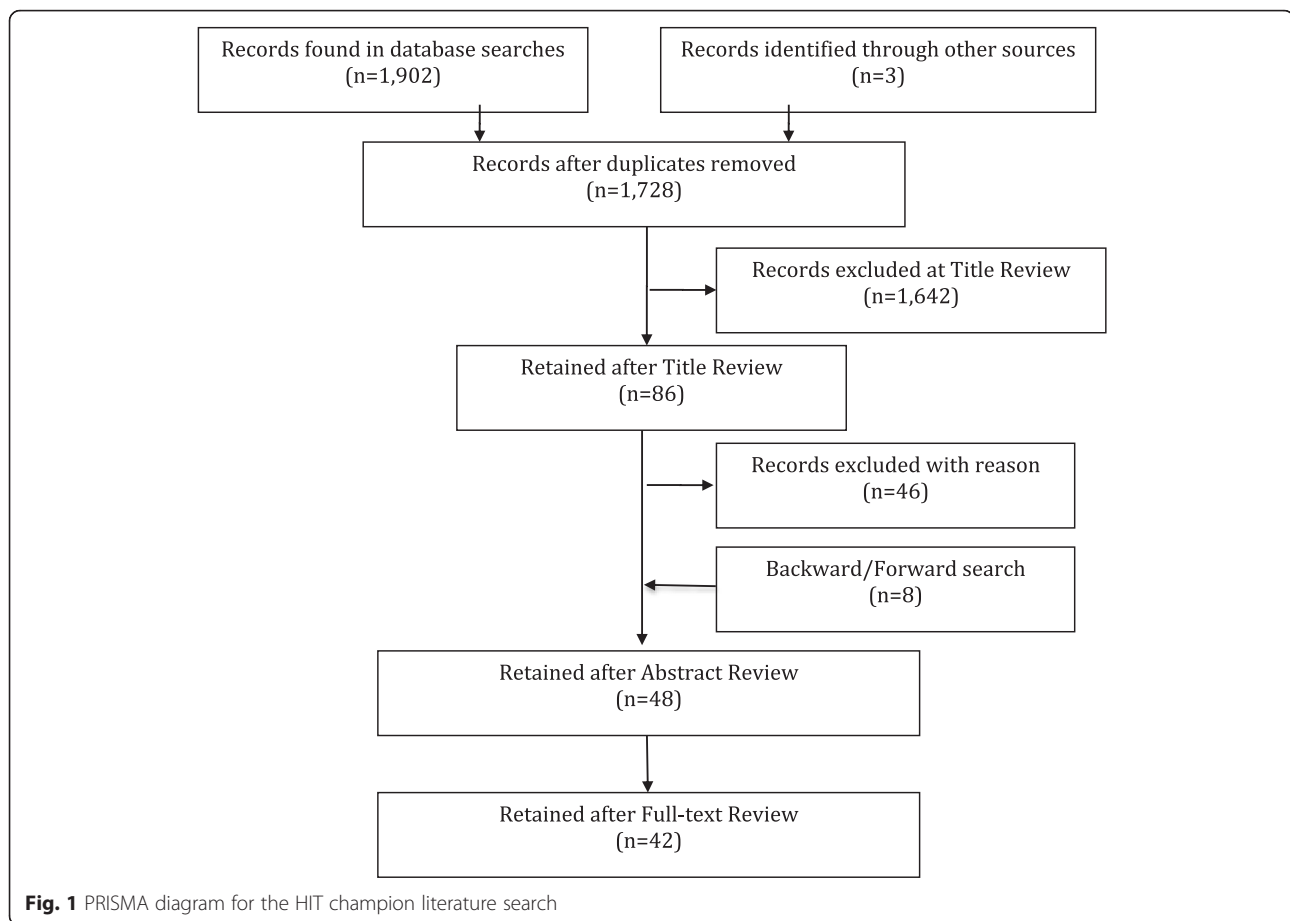 Records found in database searches
(n=1,902)
Records identified through other sources
(n=3)
Records after duplicates removed
(n=1,728)
Records excluded at Title Review
(n=1,642)
Retained after Title Review
(n=86)
Records excluded with reason
(n=46)
Backward/Forward search
(n=8)
Retained after Abstract Review
(n=48)
Retained after Full-text Review
(n=42)
Fig. 1 PRISMA diagram for the HIT champion literature search